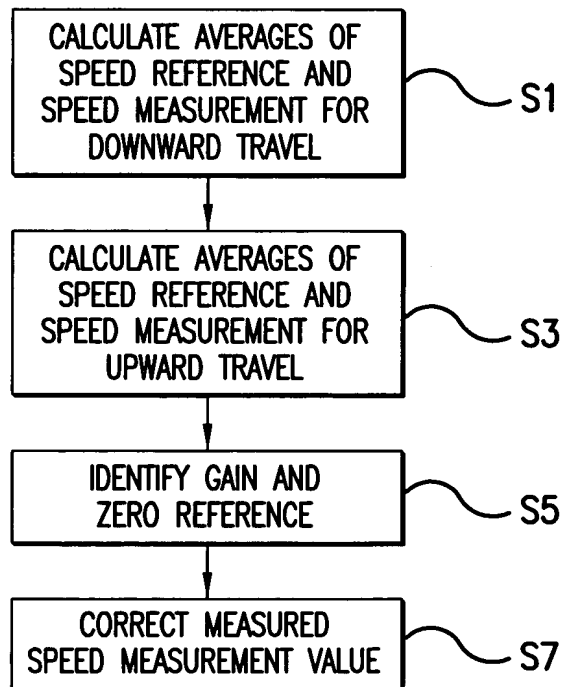 CALCULATE AVERAGES OF
SPEED REFERENCE AND
SPEED MEASUREMENT FOR
DOWNWARD TRAVEL
S1
CALCULATE AVERAGES OF
SPEED REFERENCE AND
SPEED MEASUREMENT FOR
UPWARD TRAVEL
S3
IDENTIFY GAIN AND
ZERO REFERENCE
S5
CORRECT MEASURED
SPEED MEASUREMENT VALUE
S7